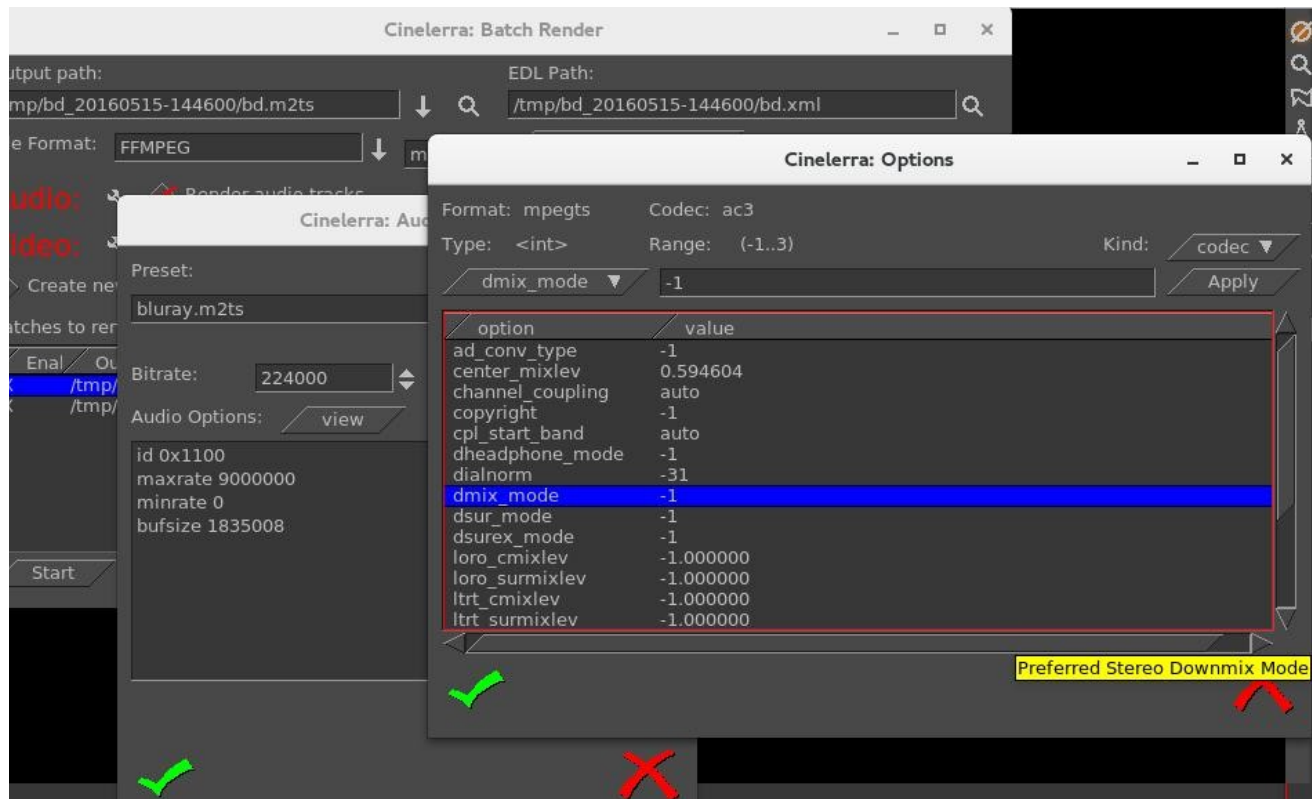 Cinelerra: Batch Render
utput path:
EDL Path:
mp/bd_20160515-144600/bd.m2ts
/tmp/bd_20160515-144600/bd.xml
e Format:
FFMPEG
m
udio:
Render audio tracks
ideo:
Create ne
atches to rer
Enal
Ou
X /tmp/
X /tmp/
Start
Cinelerra: Aud
Preset:
bluray.m2ts
Bitrate:
224000
Audio Options:
view
id 0x1100
maxrate 9000000
minrate 0
bufsize 1835008
Cinelerra: Options
Format: mpegts
Codec: ac3
Type: <int>
Range: (-1..3)
Kind:
codec
dmix_mode
-1
Apply
option value
ad_conv_type -1
center_mixlev 0.594604
channel_coupling auto
copyright -1
cpl_start_band auto
dheadphone_mode -1
dialnorm -31
dmix_mode -1
dsur_mode -1
dsurex_mode -1
loro_cmixlev -1.000000
loro_surmixlev -1.000000
ltrt_cmixlev -1.000000
ltrt_surmixlev -1.000000
Preferred Stereo Downmix Mode